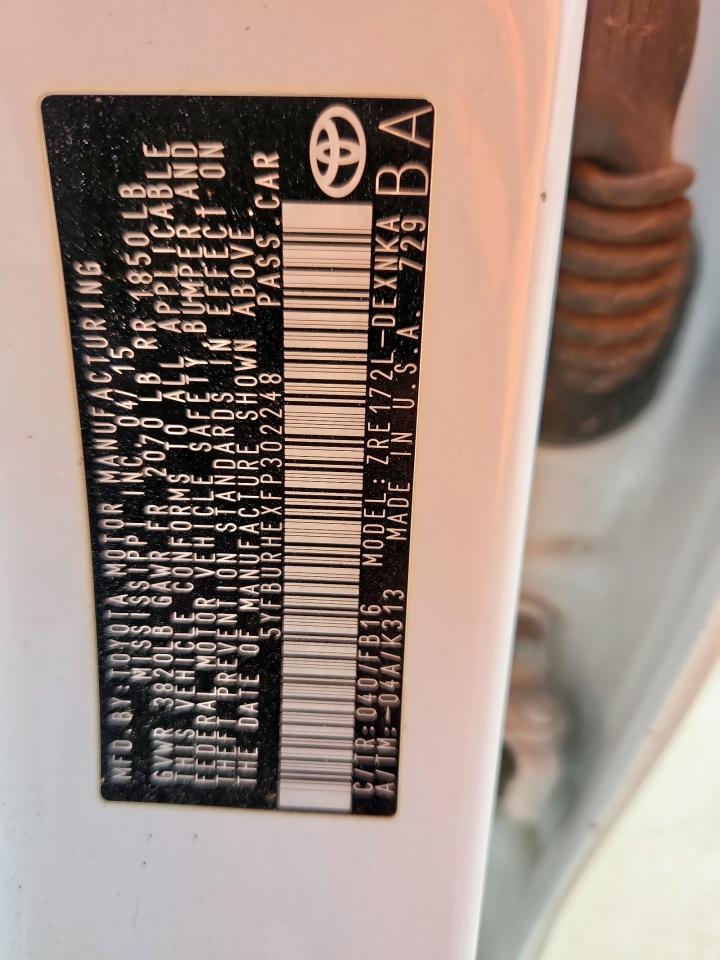 MFD BY: TOYOTA MOTOR MANUFACTURING
MISSISSIPPI INC. 04/15
GVWR 3820LB GAWR FR 2070 LB RR 1850LB
THIS VEHICLE CONFORMS TO ALL APPLICABLE
FEDERAL MOTOR VEHICLE SAFETY, BUMPER AND
THEFT PREVENTION STANDARDS IN EFFECT ON
THE DATE OF MANUFACTURE SHOWN ABOVE.
5YFBURHEXFP302248 PASS.CAR
C/TR:040/FB16 MODEL: ZRE172L-DEXNKA
A/TM:-04A/K313 MADE IN U.S.A. 729 BA